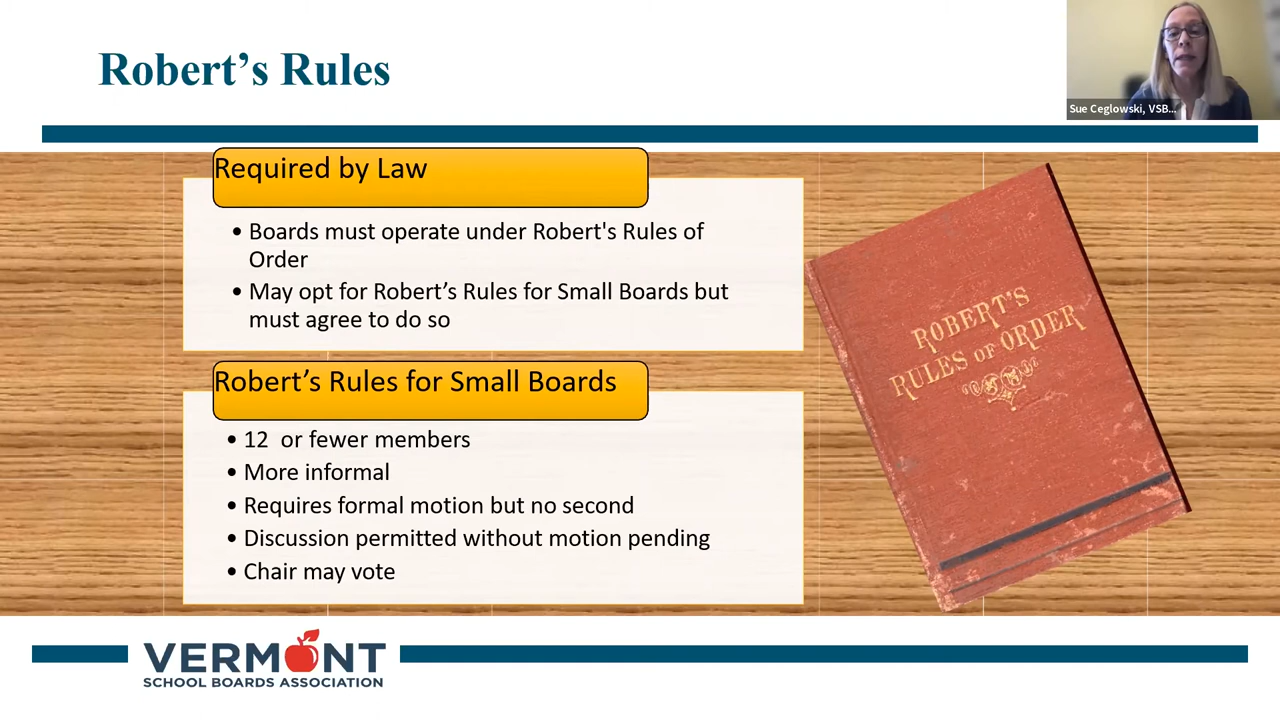 Robert's Rules
Sue Ceglowski, VSB...
Required by Law
• Boards must operate under Robert's Rules of
Order
• May opt for Robert's Rules for Small Boards but
must agree to do so
Robert's Rules for Small Boards
• 12  or fewer members
• More informal
• Requires formal motion but no second
• Discussion permitted without motion pending
• Chair may vote
ROBERT'S
RULES OF ORDER
VERMONT
SCHOOL BOARDS ASSOCIATION